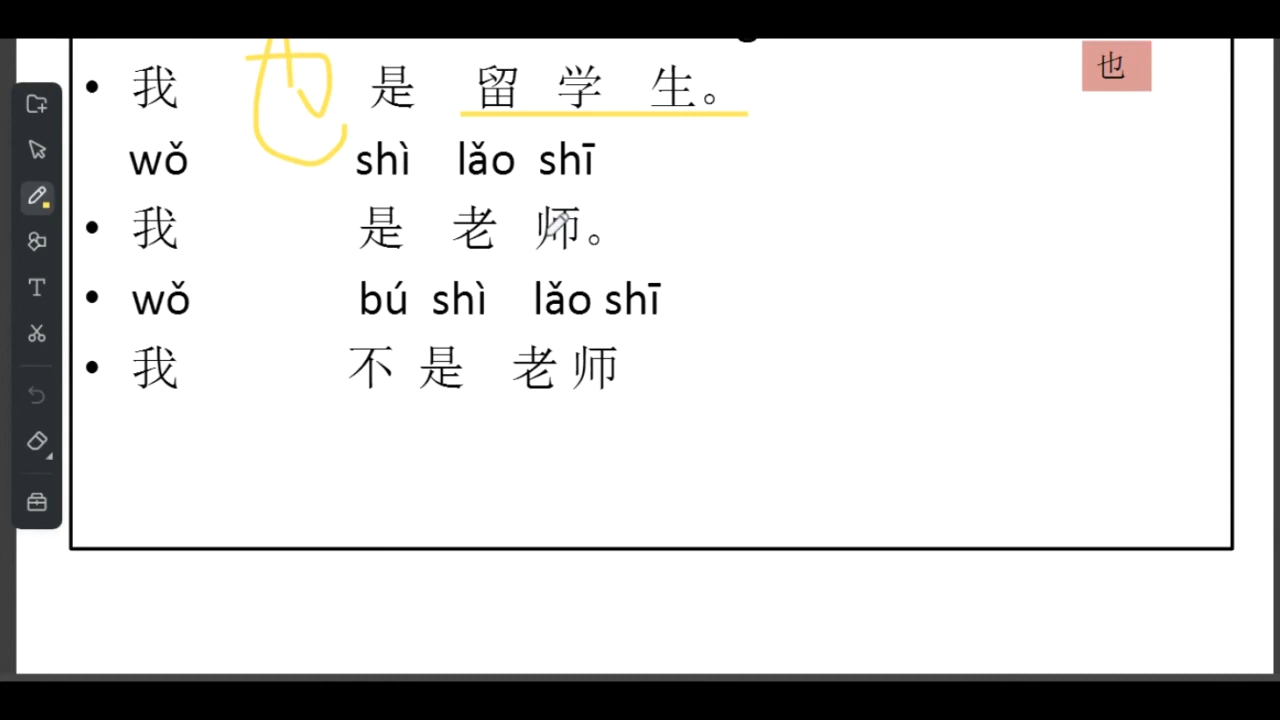 • 我 也 是 留 学 生。
也
wǒ shì lǎo shī
• 我 是 老 师。
• wǒ bú shì lǎo shī
• 我 不 是 老 师